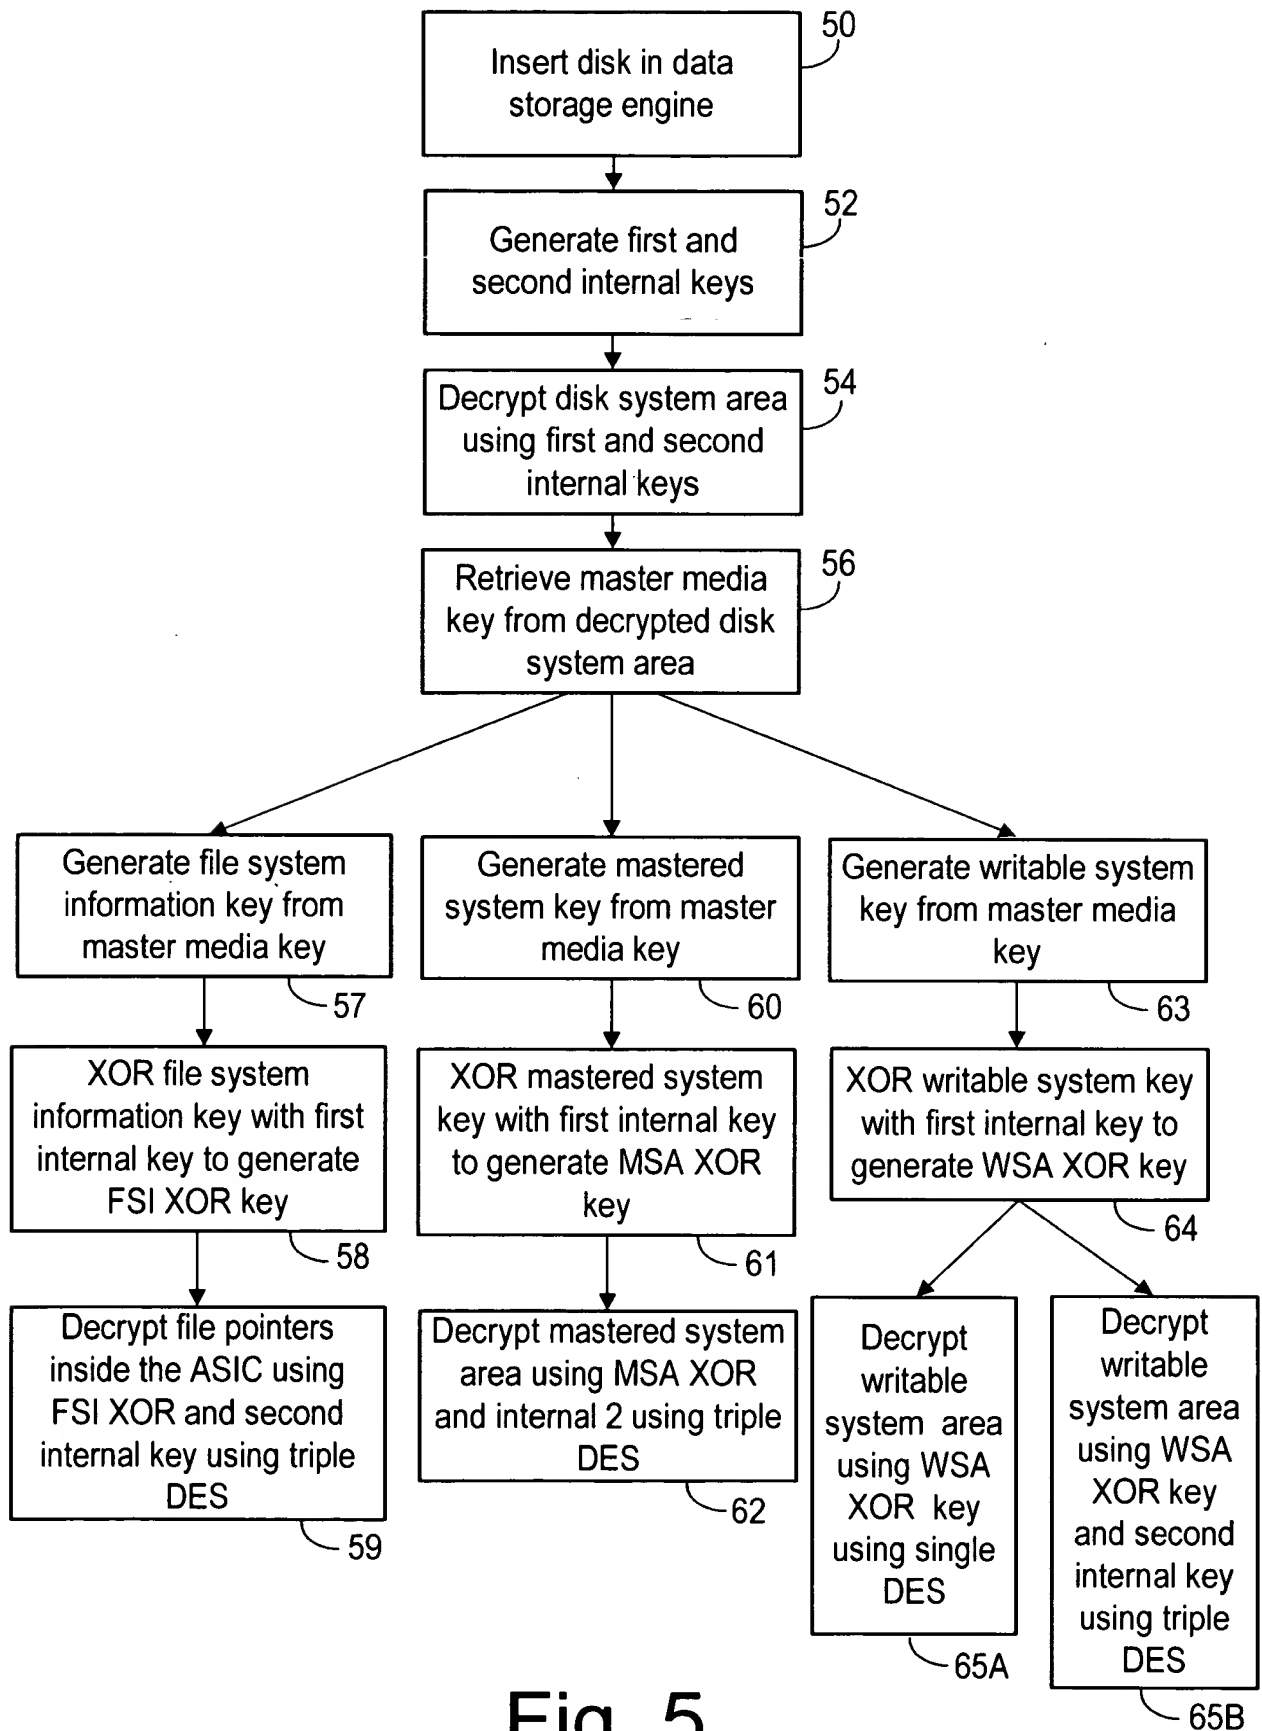 50
Insert disk in data
storage engine
52
Generate first and
second internal keys
54
Decrypt disk system area
using first and second
internal keys
56
Retrieve master media
key from decrypted disk
system area
Generate file system
information key from
master media key
57
Generate mastered
system key from master
media key
60
Generate writable system
key from master media
key
63
XOR file system
information key with first
internal key to generate
FSI XOR key
58
XOR mastered system
key with first internal key
to generate MSA XOR
key
61
XOR writable system key
with first internal key to
generate WSA XOR key
64
Decrypt file pointers
inside the ASIC using
FSI XOR and second
internal key using triple
DES
59
Decrypt mastered system
area using MSA XOR
and internal 2 using triple
DES
62
Decrypt
writable
system area
using WSA
XOR key
using single
DES
65A
Decrypt
writable
system area
using WSA
XOR key
and second
internal key
using triple
DES
65B
Fig. 5